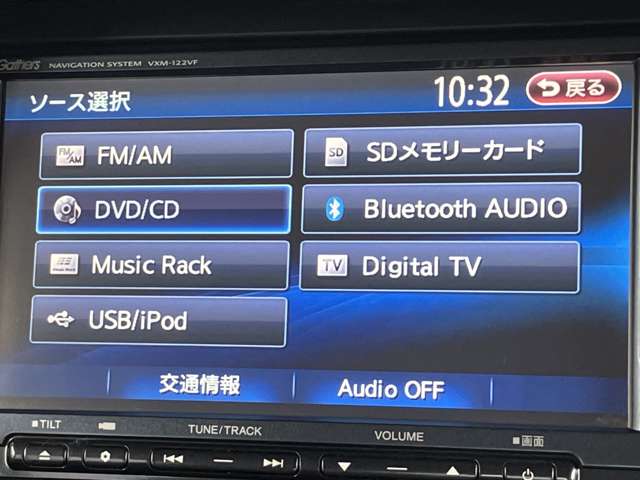 Gathers NAVIGATION SYSTEM VXM-122VF
ソース選択 10:32 戻る
FM/AM FM/AM
SD SDメモリーカード
DVD/CD
Bluetooth AUDIO
Music Rack
TV Digital TV
USB/iPod
交通情報 Audio OFF
TILT TUNE/TRACK VOLUME 画面